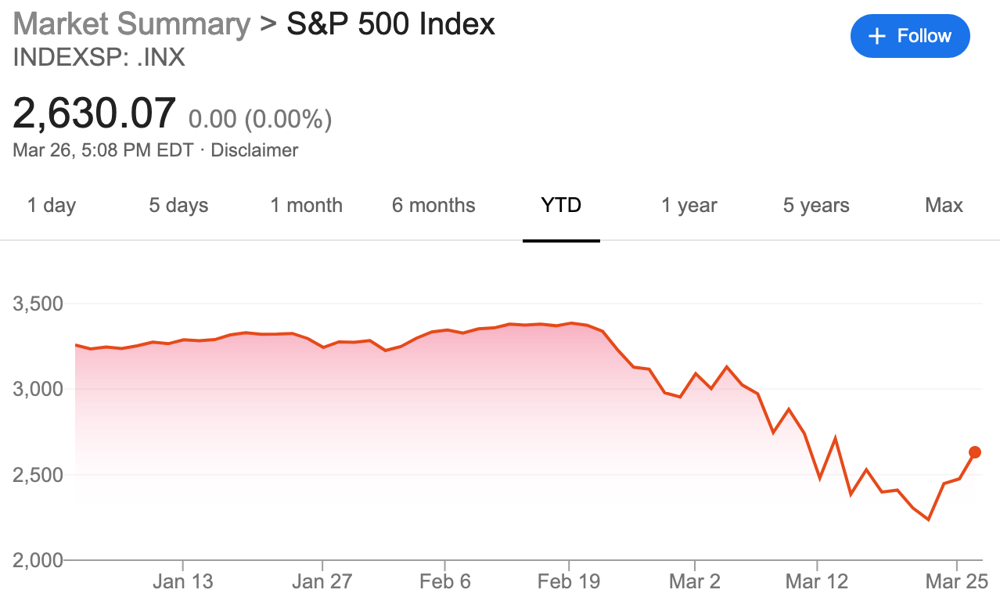 Market Summary > S&P 500 Index
+ Follow
INDEXSP: .INX
2,630.07 0.00 (0.00%)
Mar 26, 5:08 PM EDT · Disclaimer
1 day 5 days 1 month 6 months YTD 1 year 5 years Max
3,500
3,000
2,500
2,000
Jan 13 Jan 27 Feb 6 Feb 19 Mar 2 Mar 12 Mar 25